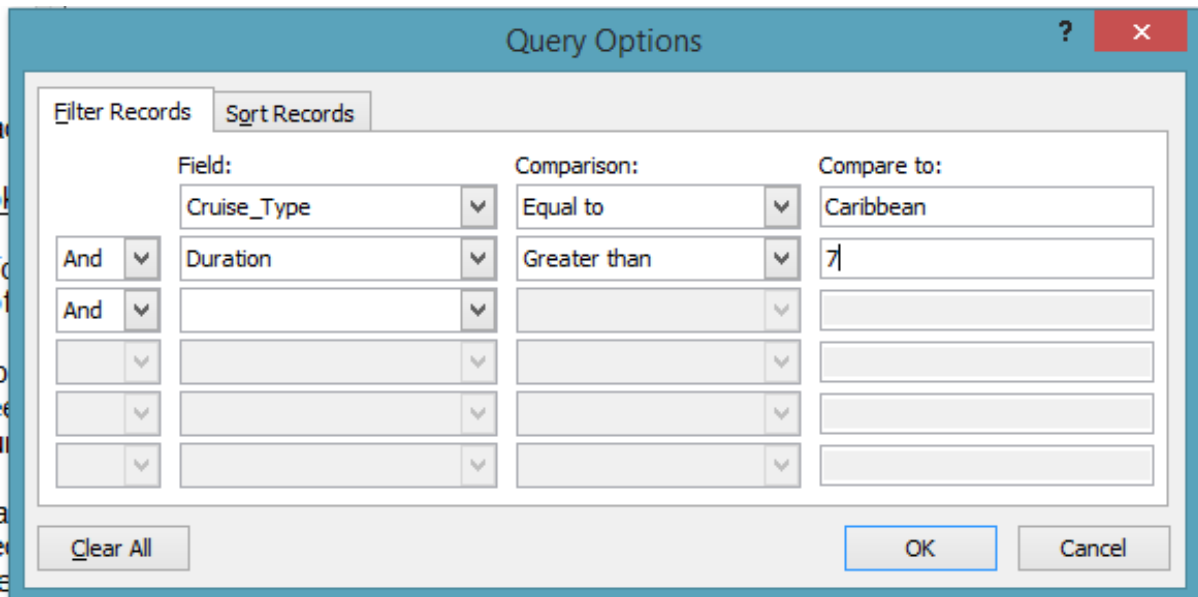 Query Options ? ×
Filter Records Sort Records
Field: Comparison: Compare to:
Cruise_Type Equal to Caribbean
And Duration Greater than 7
And
Clear All OK Cancel